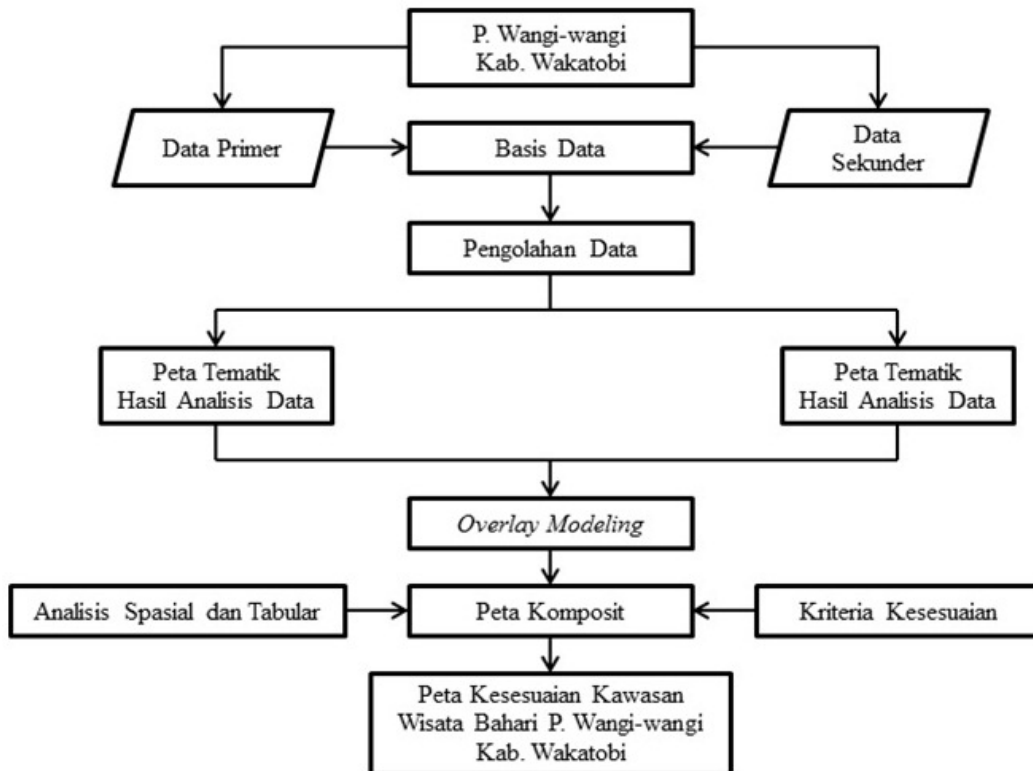 P. Wangi-wangi
Kab. Wakatobi
Data Primer
Basis Data
Data
Sekunder
Pengolahan Data
Peta Tematik
Hasil Analisis Data
Peta Tematik
Hasil Analisis Data
Overlay Modeling
Analisis Spasial dan Tabular
Peta Komposit
Kriteria Kesesuaian
Peta Kesesuaian Kawasan
Wisata Bahari P. Wangi-wangi
Kab. Wakatobi